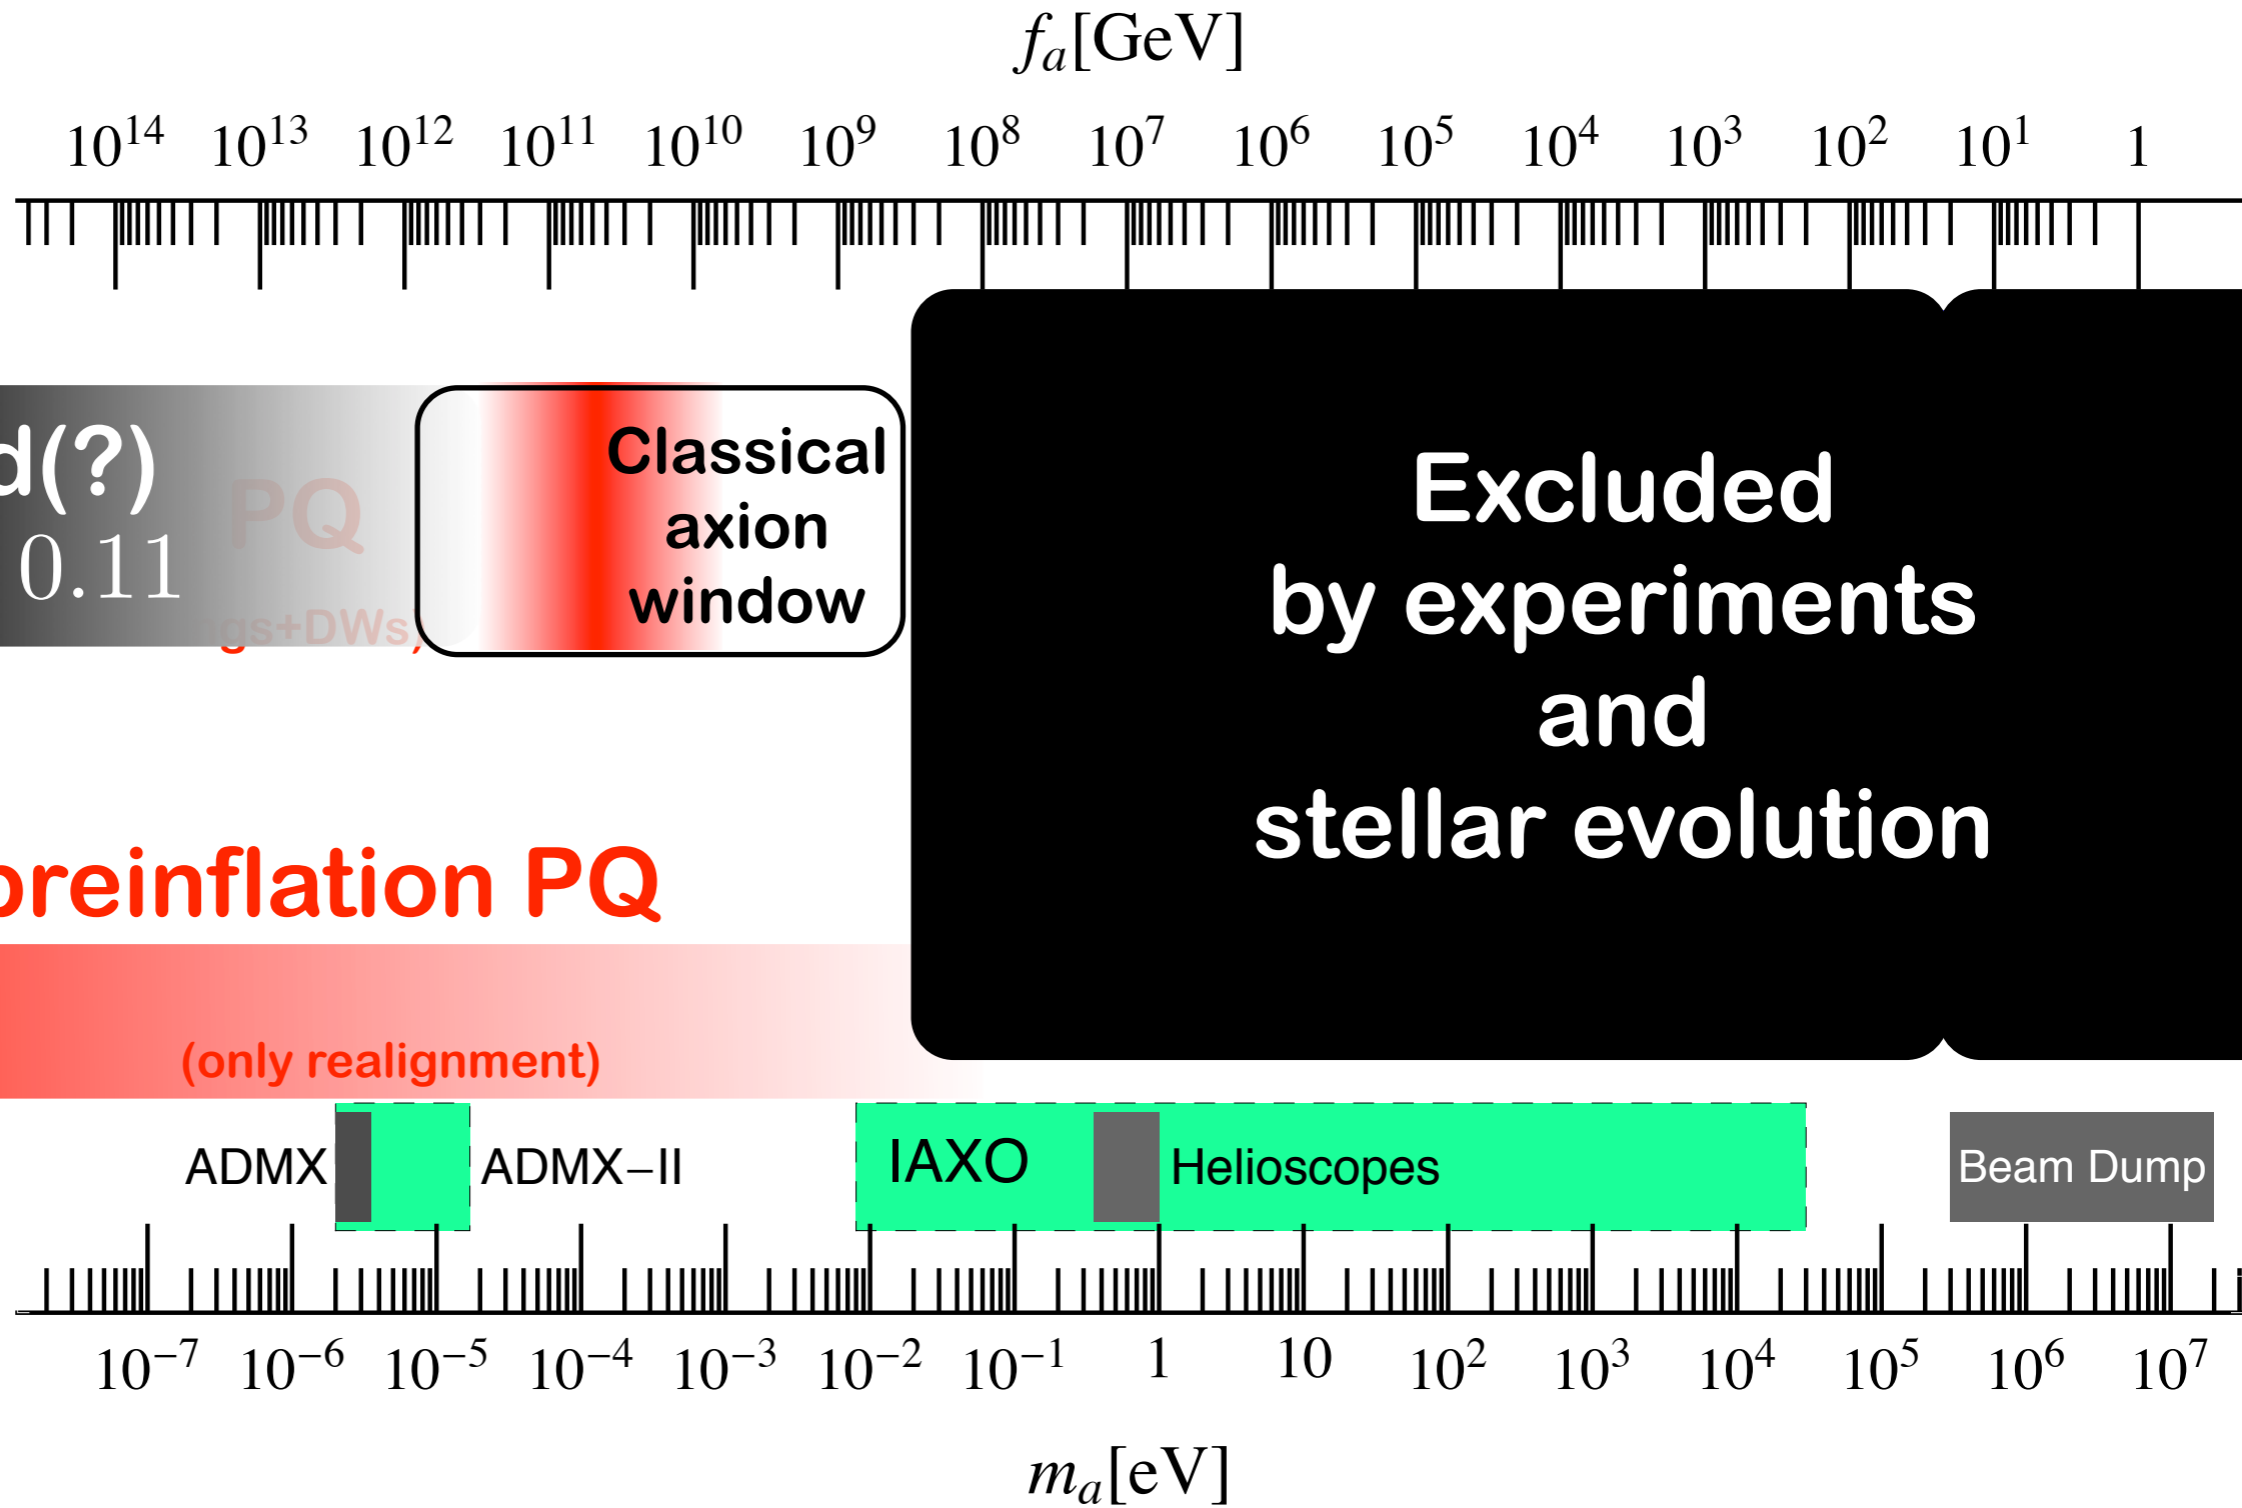 f_a[GeV]
10^14 10^13 10^12 10^11 10^10 10^9 10^8 10^7 10^6 10^5 10^4 10^3 10^2 10^1 1
d(?)
0.11
PQ
ngs+DWs)
Classical
axion
window
Excluded
by experiments
and
stellar evolution
preinflation PQ
(only realignment)
ADMX
ADMX−II
IAXO
Helioscopes
Beam Dump
10^−7 10^−6 10^−5 10^−4 10^−3 10^−2 10^−1 1 10 10^2 10^3 10^4 10^5 10^6 10^7
m_a[eV]